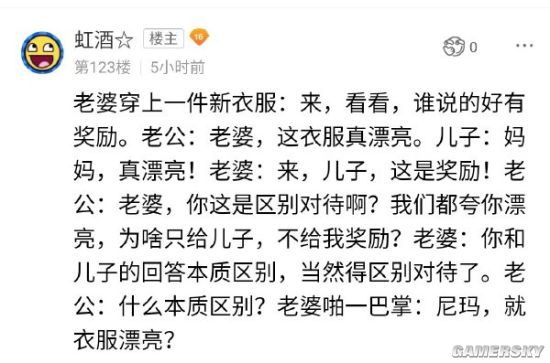 虹酒☆ 楼主 16 0
第123楼 5小时前
老婆穿上一件新衣服：来，看看，谁说的好有
奖励。老公：老婆，这衣服真漂亮。儿子：妈
妈，真漂亮！老婆：来，儿子，这是奖励！老
公：老婆，你这是区别对待啊？我们都夸你漂
亮，为啥只给儿子，不给我奖励？老婆：你和
儿子的回答本质区别，当然得区别对待了。老
公：什么本质区别？老婆啪一巴掌：尼玛，就
衣服漂亮？
GAMERSKY